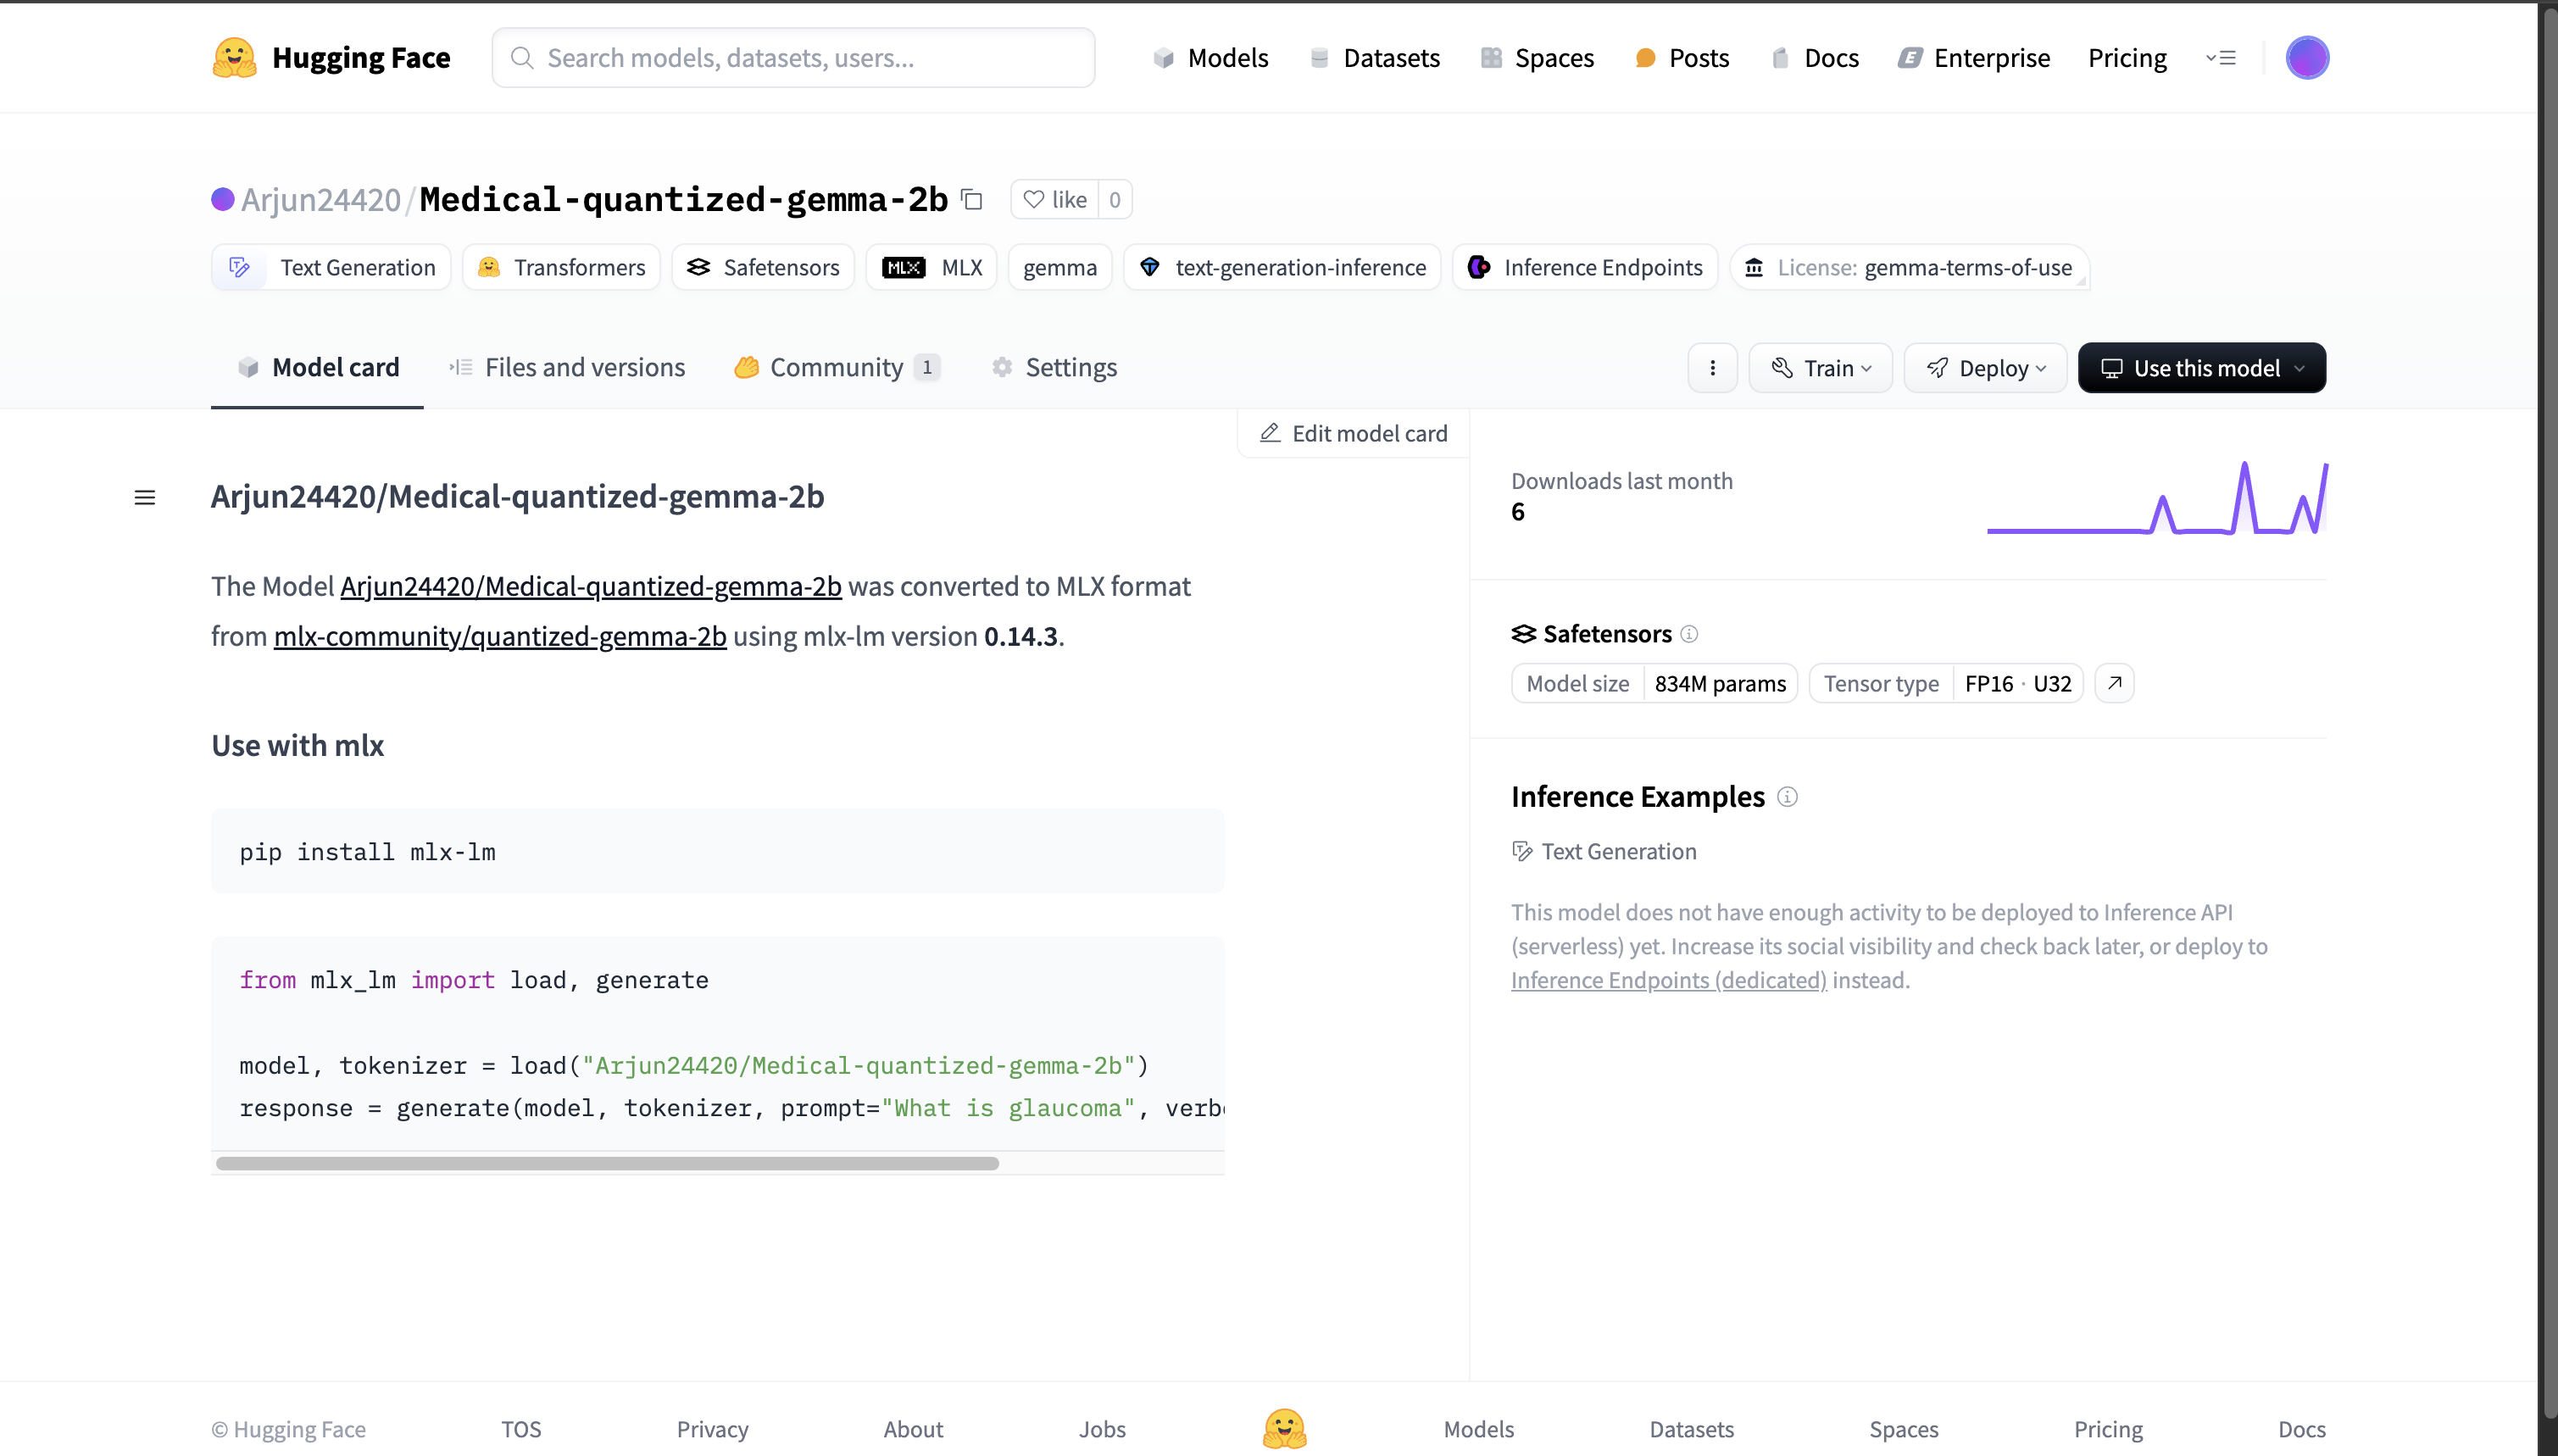 Hugging Face
Search models, datasets, users...
Models
Datasets
Spaces
Posts
Docs
Enterprise
Pricing
Arjun24420/Medical-quantized-gemma-2b
like 0
Text Generation
Transformers
Safetensors
MLX MLX
gemma
text-generation-inference
Inference Endpoints
License: gemma-terms-of-use
Model card
Files and versions
Community 1
Settings
Train
Deploy
Use this model
Edit model card
Arjun24420/Medical-quantized-gemma-2b
The Model Arjun24420/Medical-quantized-gemma-2b was converted to MLX format
from mlx-community/quantized-gemma-2b using mlx-lm version 0.14.3.
Use with mlx
pip install mlx-lm
from mlx_lm import load, generate
model, tokenizer = load("Arjun24420/Medical-quantized-gemma-2b")
response = generate(model, tokenizer, prompt="What is glaucoma",
Downloads last month
6
Safetensors
Model size 834M params
Tensor type FP16 · U32
Inference Examples
Text Generation
This model does not have enough activity to be deployed to Inference API
(serverless) yet. Increase its social visibility and check back later, or deploy to
Inference Endpoints (dedicated) instead.
© Hugging Face
TOS
Privacy
About
Jobs
Models
Datasets
Spaces
Pricing
Docs